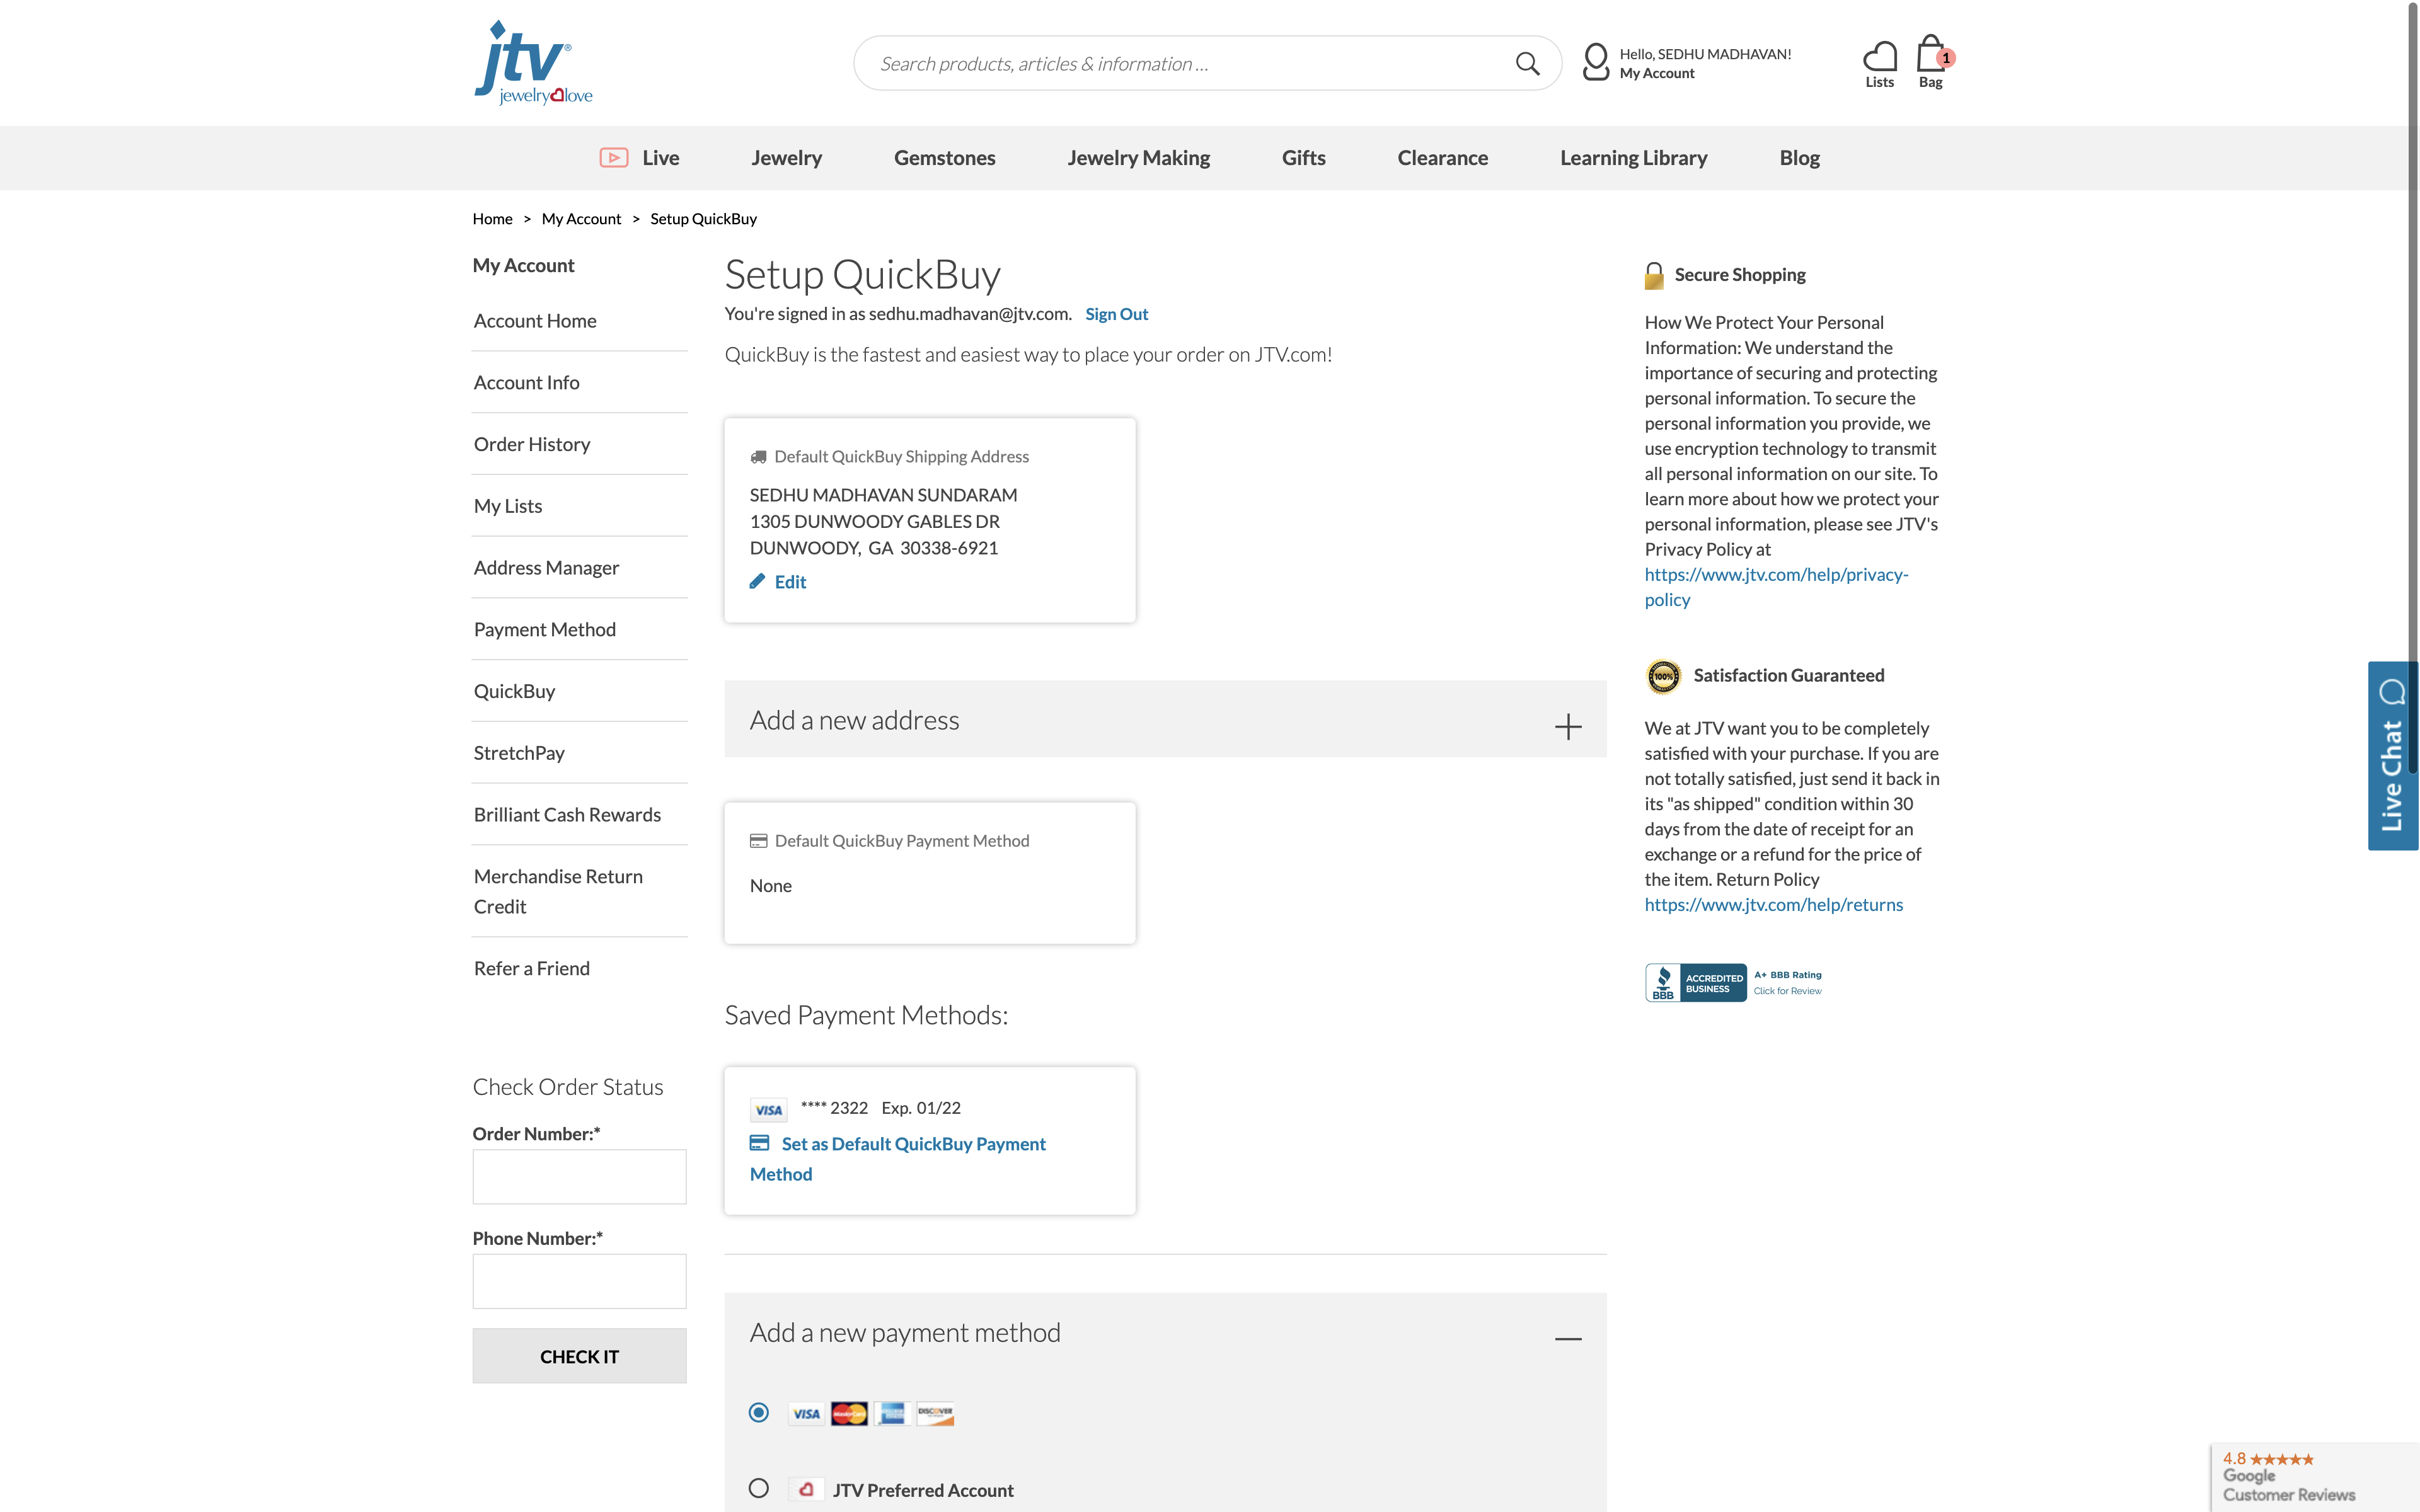 jtv®
jewelry love
Search products, articles & information ...
Hello, SEDHU MADHAVAN!
My Account
Lists
Bag
1
Live
Jewelry
Gemstones
Jewelry Making
Gifts
Clearance
Learning Library
Blog
Home > My Account > Setup QuickBuy
My Account
Account Home
Account Info
Order History
My Lists
Address Manager
Payment Method
QuickBuy
StretchPay
Brilliant Cash Rewards
Merchandise Return
Credit
Refer a Friend
Check Order Status
Order Number:*
Phone Number:*
CHECK IT
Setup QuickBuy
You're signed in as sedhu.madhavan@jtv.com. Sign Out
QuickBuy is the fastest and easiest way to place your order on JTV.com!
Default QuickBuy Shipping Address
SEDHU MADHAVAN SUNDARAM
1305 DUNWOODY GABLES DR
DUNWOODY, GA 30338-6921
Edit
Add a new address
Default QuickBuy Payment Method
None
Saved Payment Methods:
VISA **** 2322 Exp. 01/22
Set as Default QuickBuy Payment
Method
Add a new payment method
VISA MasterCard DISCOVER
JTV Preferred Account
Secure Shopping
How We Protect Your Personal
Information: We understand the
importance of securing and protecting
personal information. To secure the
personal information you provide, we
use encryption technology to transmit
all personal information on our site. To
learn more about how we protect your
personal information, please see JTV's
Privacy Policy at
https://www.jtv.com/help/privacy-
policy
100%
Satisfaction Guaranteed
We at JTV want you to be completely
satisfied with your purchase. If you are
not totally satisfied, just send it back in
its "as shipped" condition within 30
days from the date of receipt for an
exchange or a refund for the price of
the item. Return Policy
https://www.jtv.com/help/returns
BBB
ACCREDITED
BUSINESS
A+ BBB Rating
Click for Review
Live Chat
4.8
Google
Customer Reviews